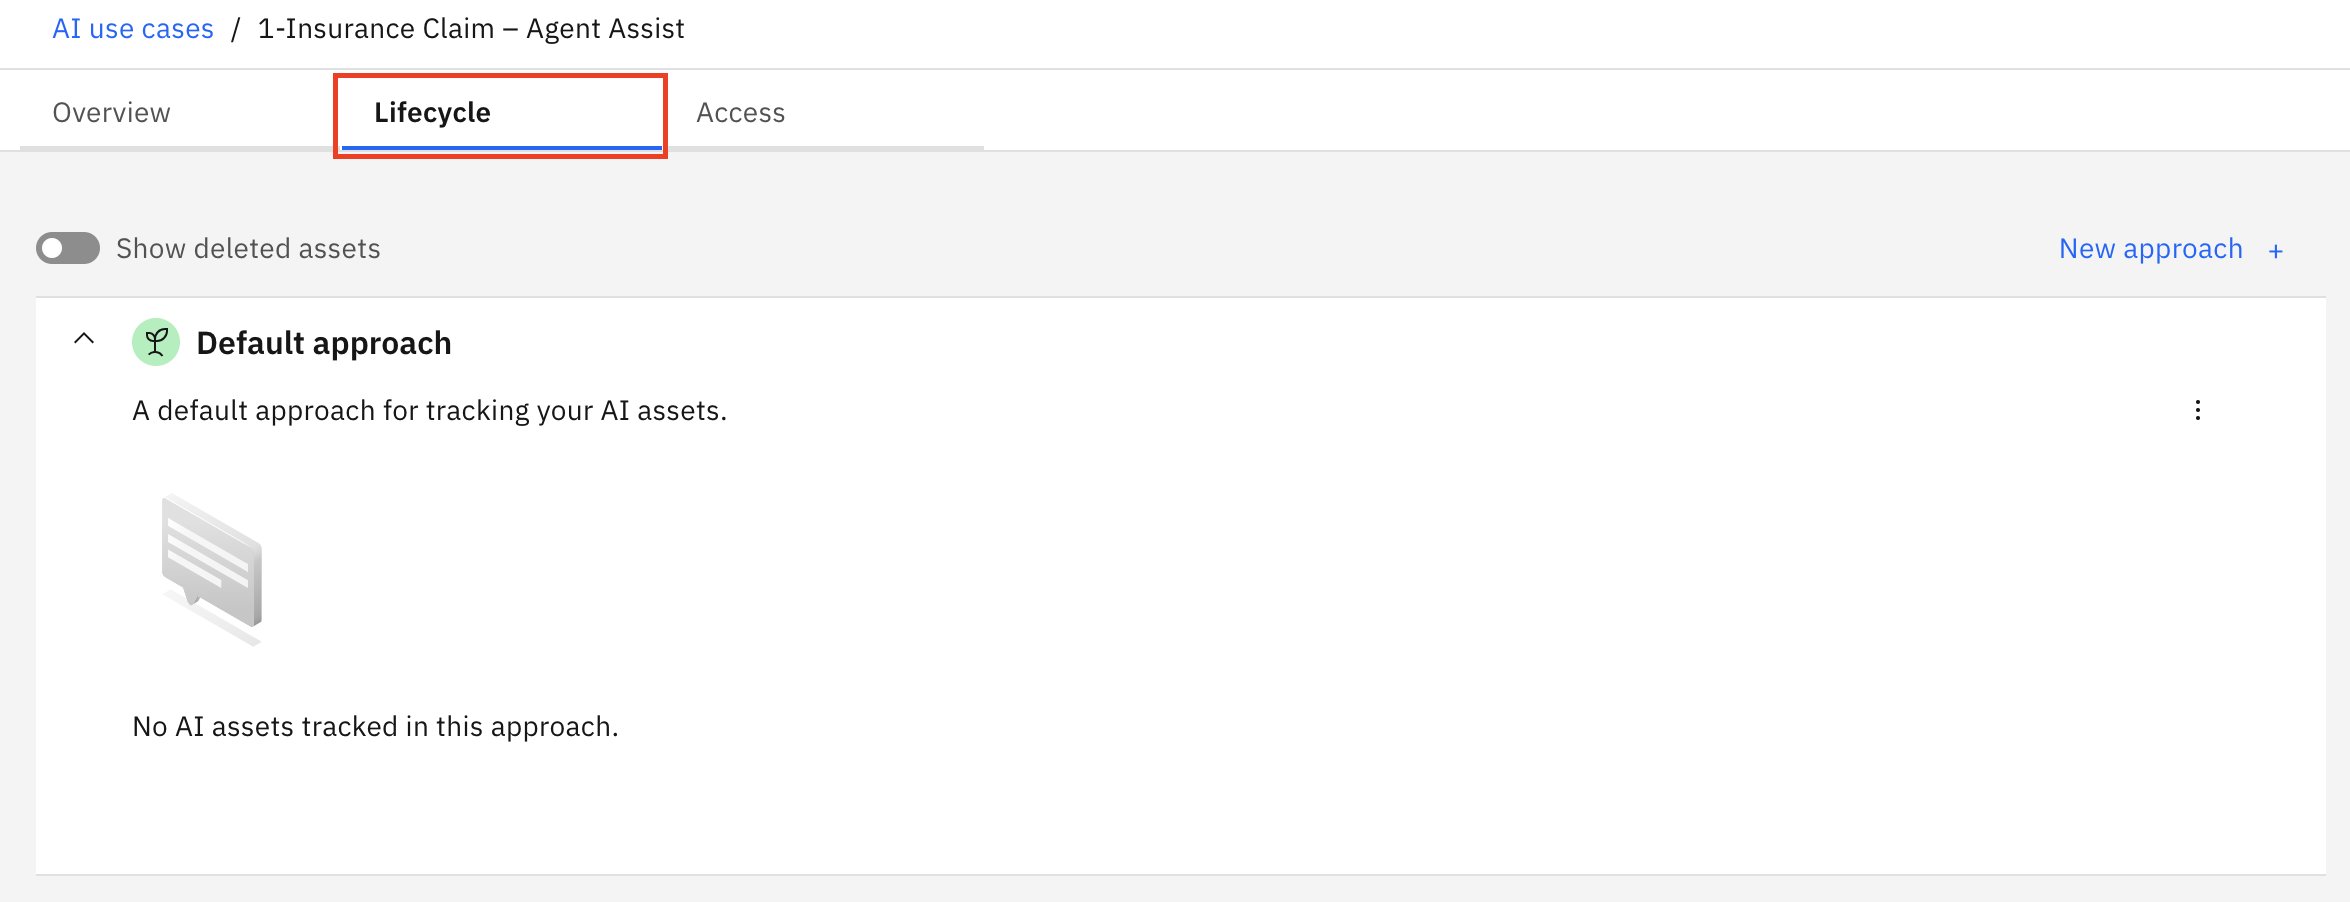 AI use cases / 1-Insurance Claim – Agent Assist
Overview
Lifecycle
Access
Show deleted assets
New approach +
Default approach
A default approach for tracking your AI assets.
No AI assets tracked in this approach.